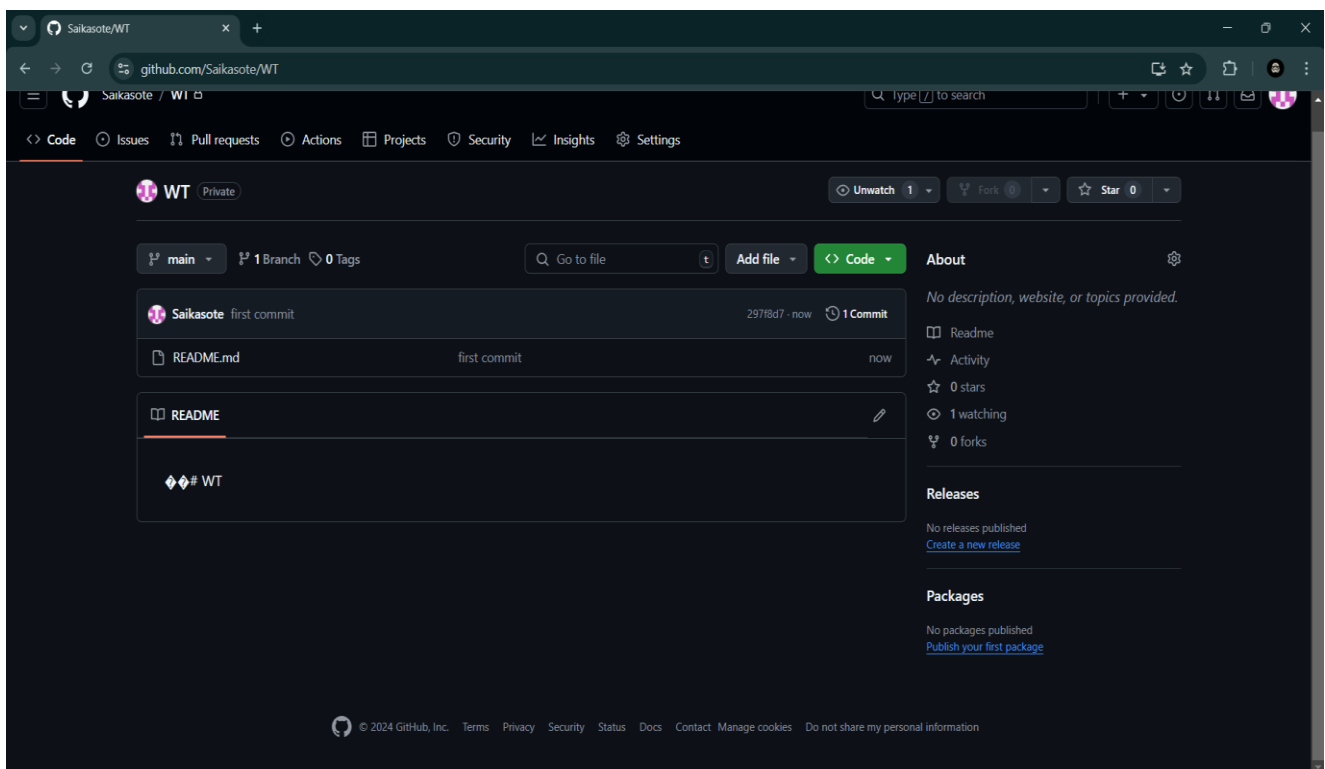 Saikasote/WT
github.com/Saikasote/WT
Saikasote / WT
Type / to search
Code Issues Pull requests Actions Projects Security Insights Settings
WT Private
Unwatch 1 Fork 0 Star 0
main 1 Branch 0 Tags
Go to file t Add file Code
Saikasote first commit 297f8d7 · now 1 Commit
README.md first commit now
README
��# WT
About
No description, website, or topics provided.
Readme
Activity
0 stars
1 watching
0 forks
Releases
No releases published
Create a new release
Packages
No packages published
Publish your first package
© 2024 GitHub, Inc. Terms Privacy Security Status Docs Contact Manage cookies Do not share my personal information